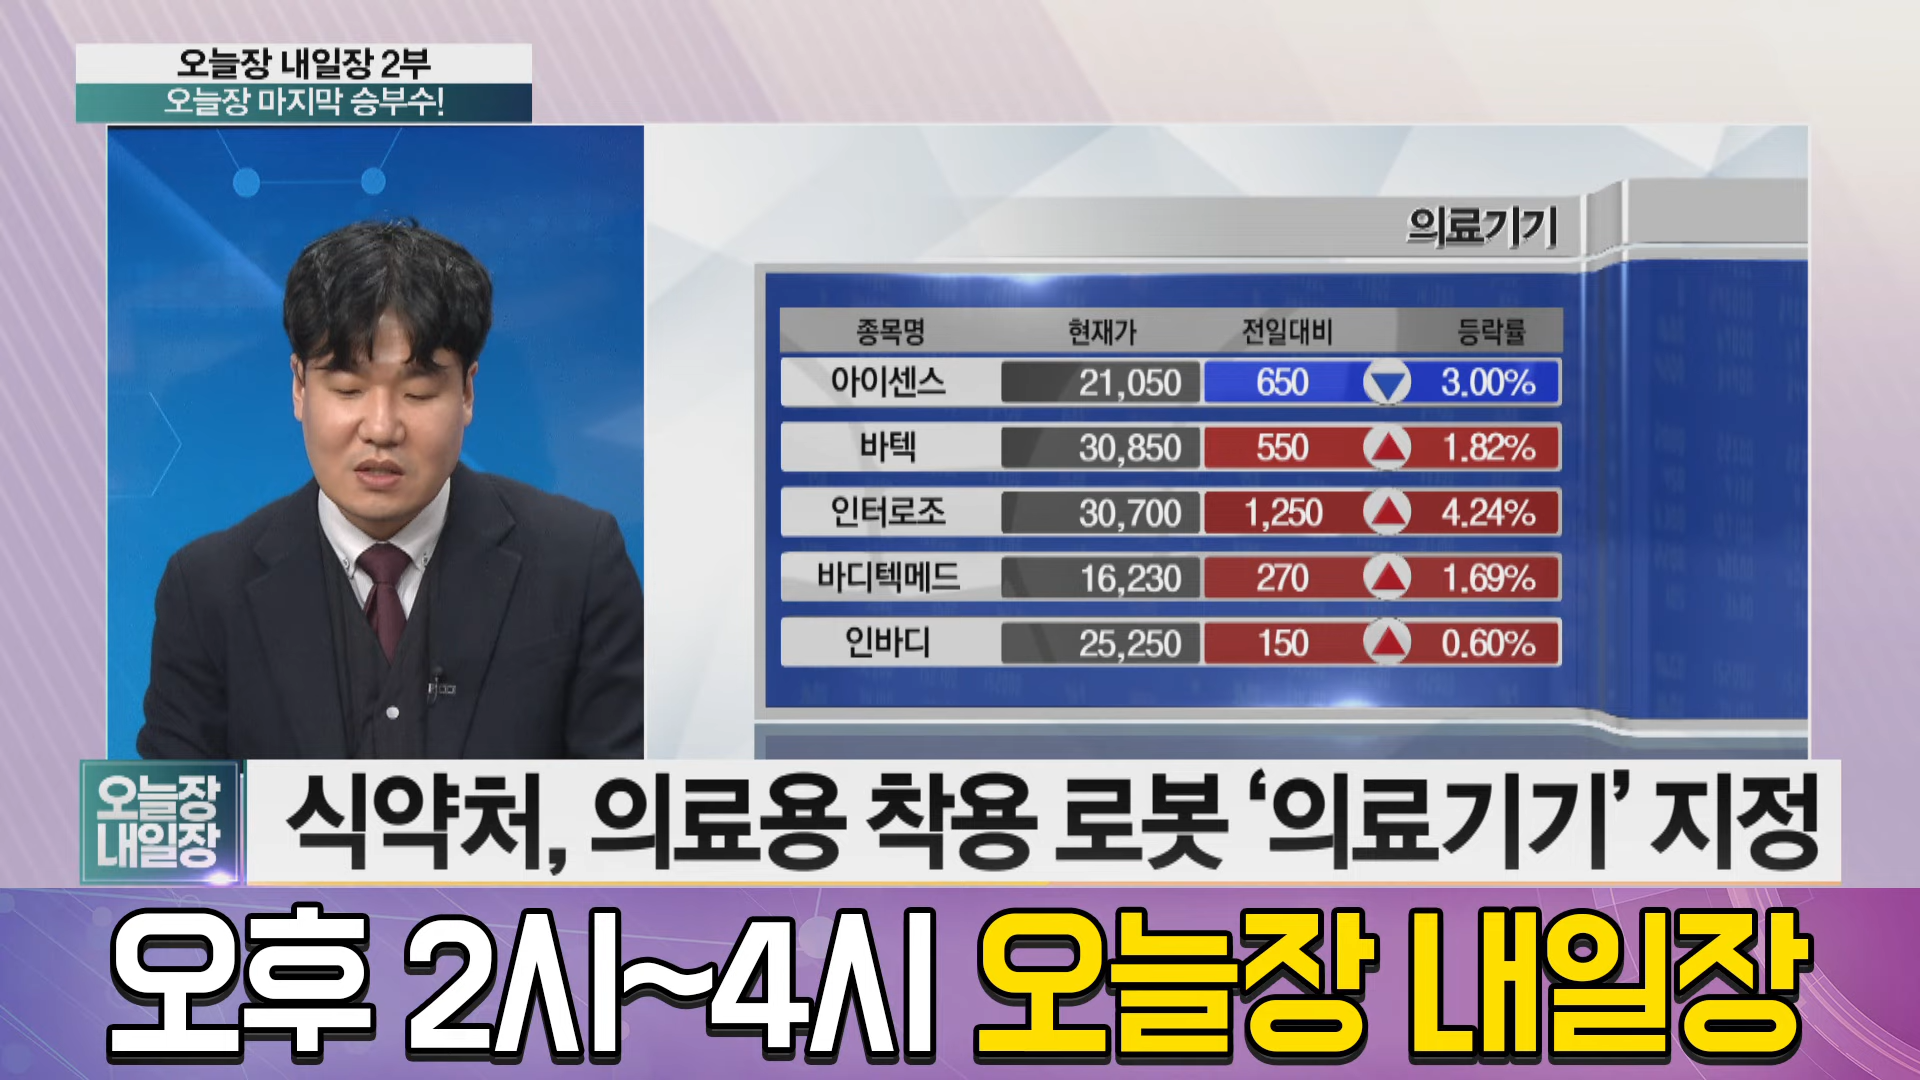 오늘장 내일장 2부
오늘장 마지막 승부수!
의료기기
종목명 현재가 전일대비 등락률
아이센스 21,050 650 ▼ 3.00%
바텍 30,850 550 ▲ 1.82%
인터로조 30,700 1,250 ▲ 4.24%
바디텍메드 16,230 270 ▲ 1.69%
인바디 25,250 150 ▲ 0.60%
오늘장
내일장
식약처, 의료용 착용 로봇 ‘의료기기’ 지정
오후 2시~4시 오늘장 내일장